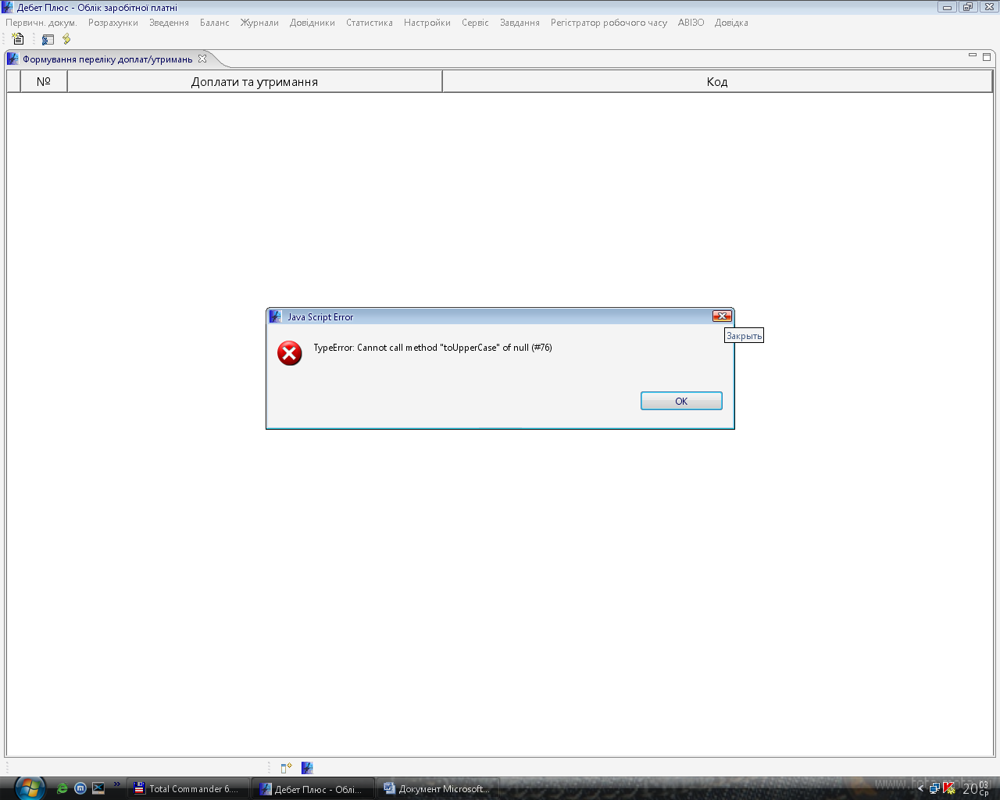 Дебет Плюс - Облік заробітної платні
Первичн. докум. Розрахунки Зведення Баланс Журнали Довідники Статистика Настройки Сервіс Завдання Регістратор робочого часу АВІЗО Довідка
Формування переліку доплат/утримань
№ Доплати та утримання Код
Java Script Error
Закрыть
TypeError: Cannot call method "toUpperCase" of null (#76)
OK
Total Commander 6.... Дебет Плюс - Облі... Документ Microsoft... < 20 03
Ср